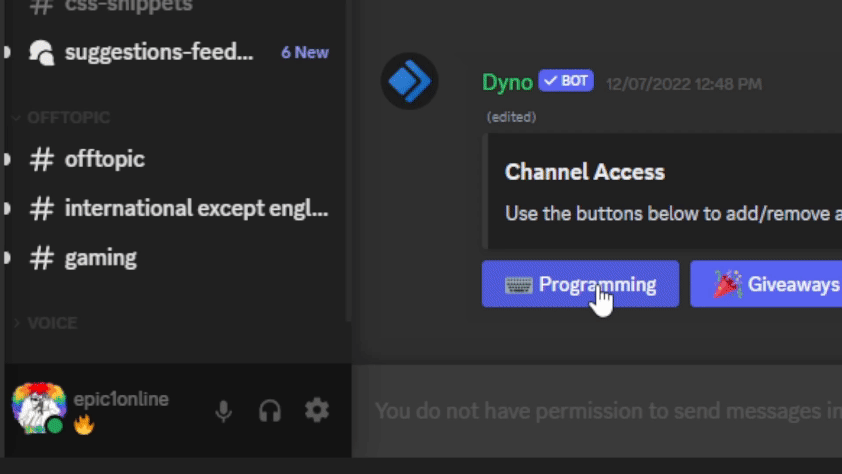 css-snippets
suggestions-feed... 6 New
OFFTOPIC
offtopic
international except engl...
gaming
VOICE
epic1online
Dyno BOT 12/07/2022 12:48 PM
(edited)
Channel Access
Use the buttons below to add/remove a
Programming Giveaways
You do not have permission to send messages in